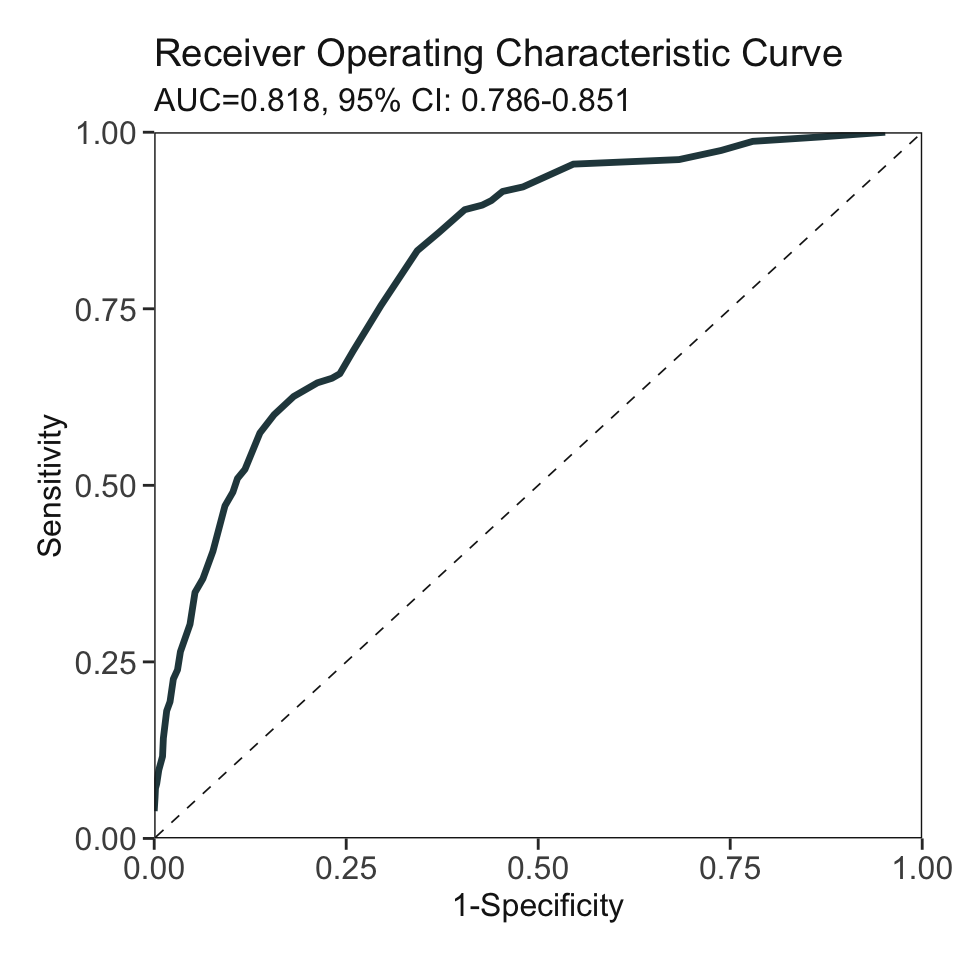 Receiver Operating Characteristic Curve
AUC=0.818, 95% CI: 0.786-0.851
1.00
0.75
0.50
0.25
0.00
Sensitivity
0.00 0.25 0.50 0.75 1.00
1-Specificity